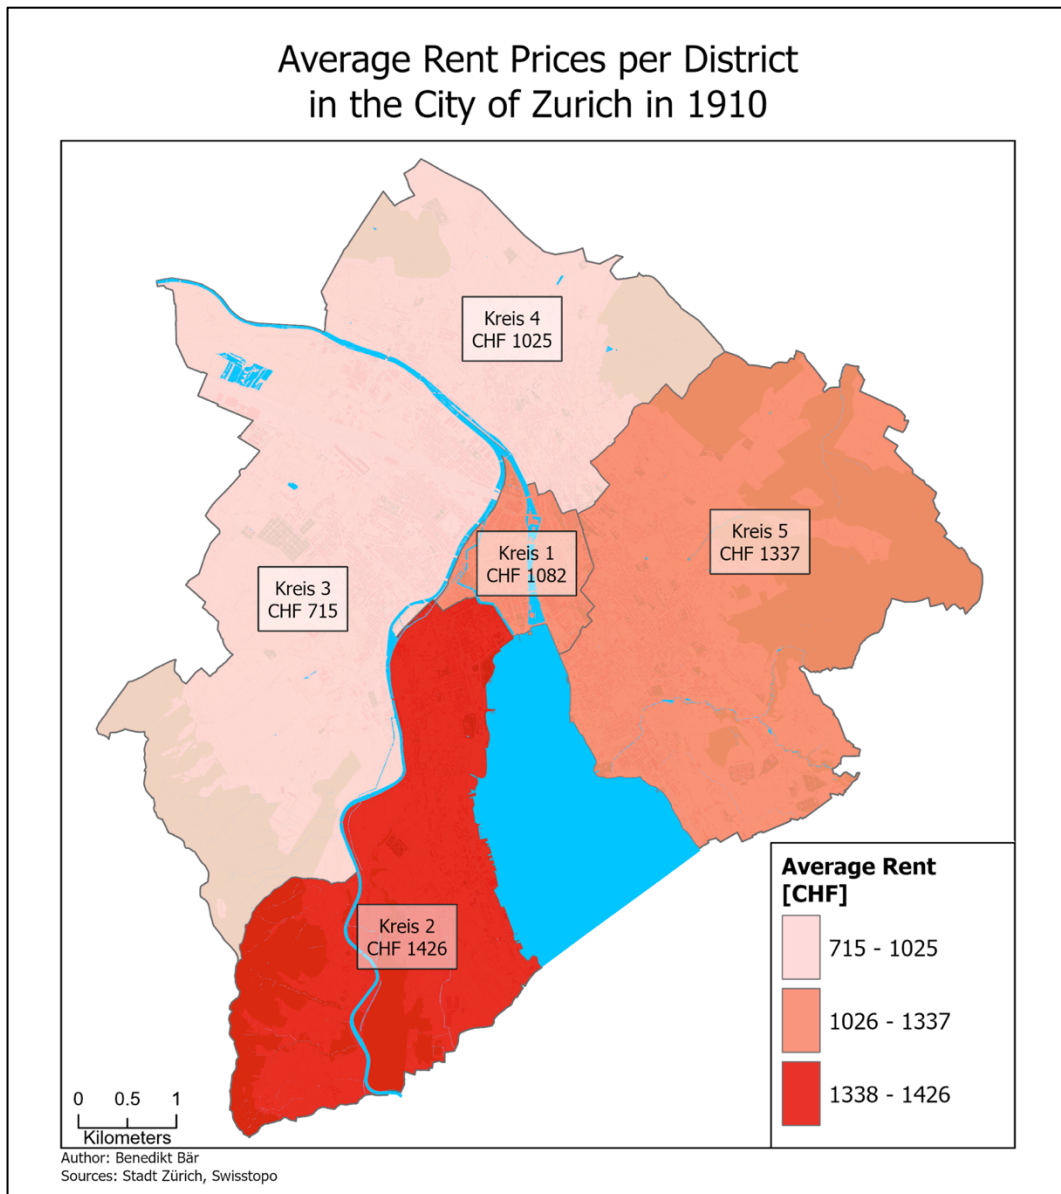 Average Rent Prices per District
in the City of Zurich in 1910
Kreis 4
CHF 1025
Kreis 5
CHF 1337
Kreis 1
CHF 1082
Kreis 3
CHF 715
Kreis 2
CHF 1426
Average Rent
[CHF]
715 - 1025
1026 - 1337
1338 - 1426
0 0.5 1
Kilometers
Author: Benedikt Bär
Sources: Stadt Zürich, Swisstopo